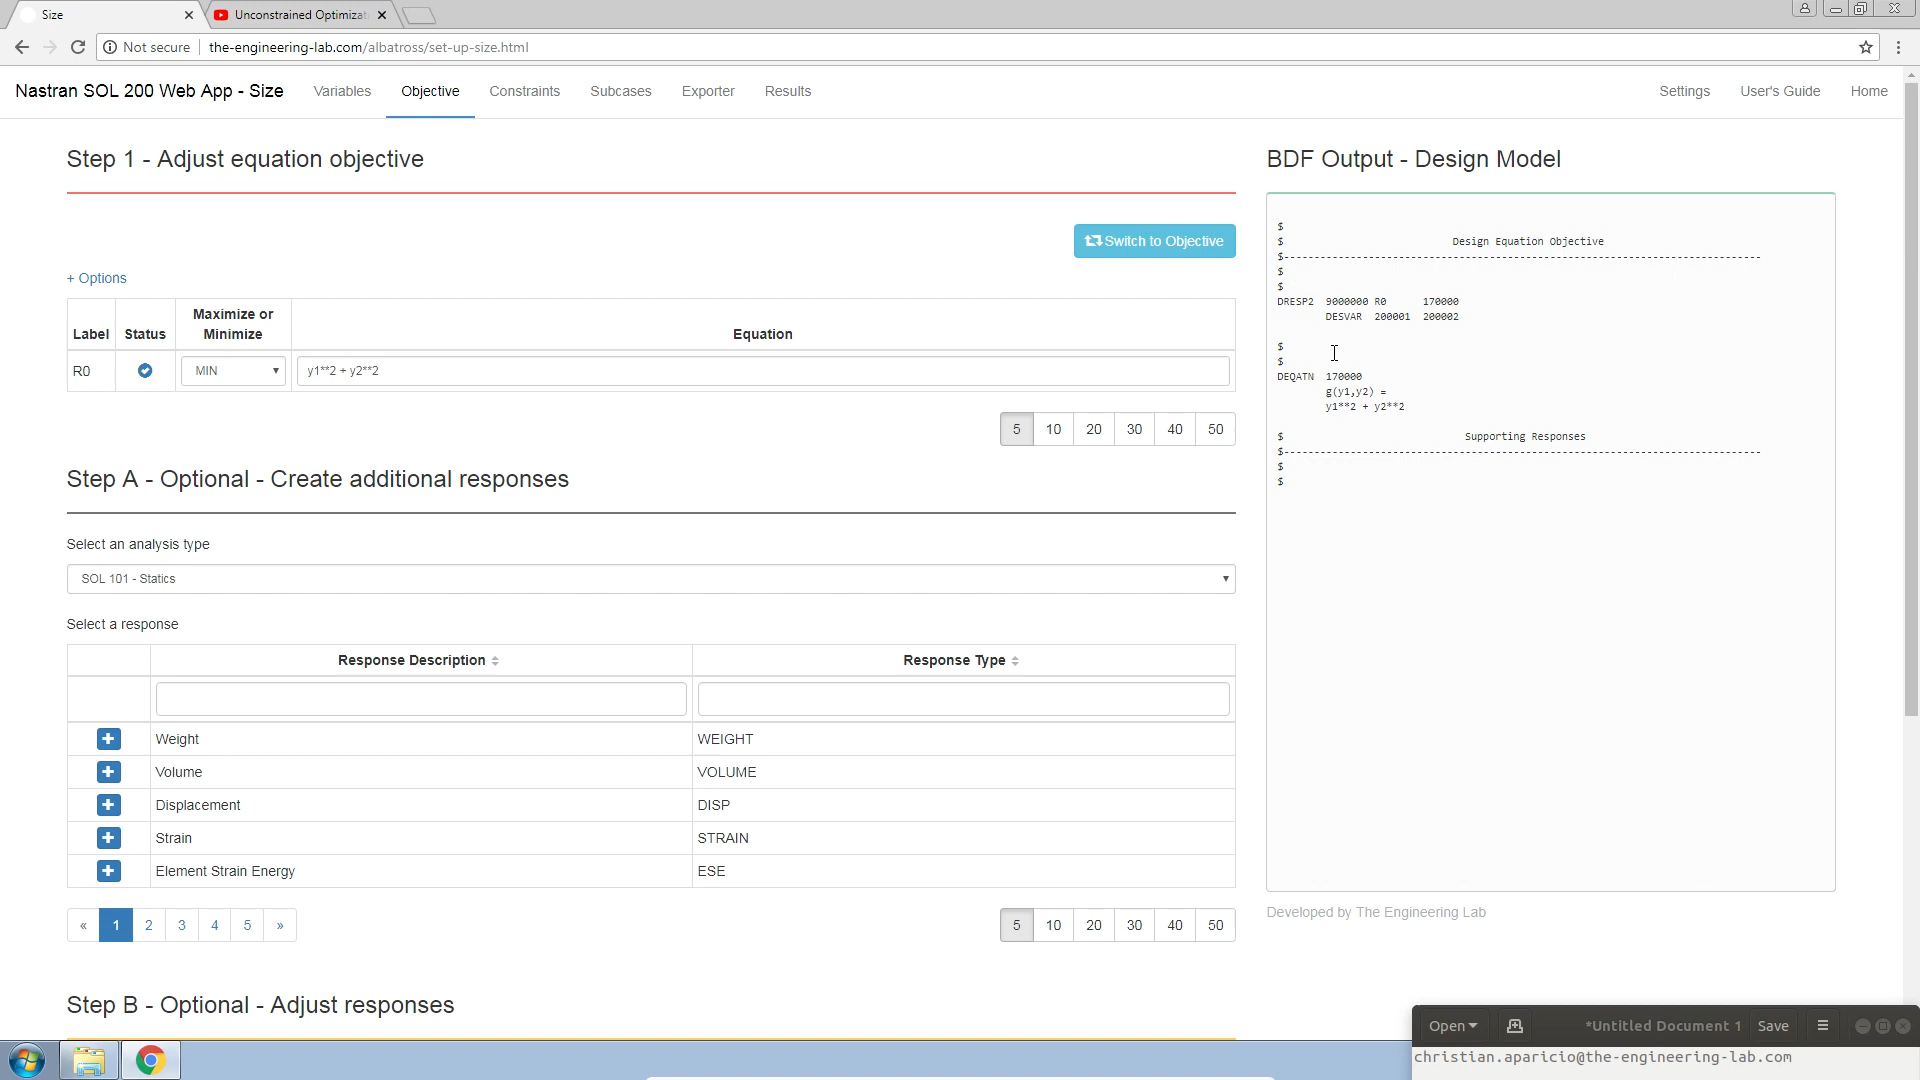 Size
Unconstrained Optimizat
Not secure
the-engineering-lab.com/albatross/set-up-size.html
Nastran SOL 200 Web App - Size
Variables
Objective
Constraints
Subcases
Exporter
Results
Settings
User's Guide
Home
Step 1 - Adjust equation objective
Switch to Objective
+ Options
Label
Status
Maximize or
Minimize
Equation
R0
MIN
y1**2 + y2**2
5 10 20 30 40 50
Step A - Optional - Create additional responses
Select an analysis type
SOL 101 - Statics
Select a response
Response Description
Response Type
Weight WEIGHT
Volume VOLUME
Displacement DISP
Strain STRAIN
Element Strain Energy ESE
« 1 2 3 4 5 »
5 10 20 30 40 50
Step B - Optional - Adjust responses
BDF Output - Design Model
$
$ Design Equation Objective
$-------------------------------------------------------------------------------
$
$
DRESP2 9000000 R0 170000
DESVAR 200001 200002
$
$
DEQATN 170000
g(y1,y2) =
y1**2 + y2**2
$ Supporting Responses
$-------------------------------------------------------------------------------
$
$
Developed by The Engineering Lab
Open
*Untitled Document 1
Save
christian.aparicio@the-engineering-lab.com